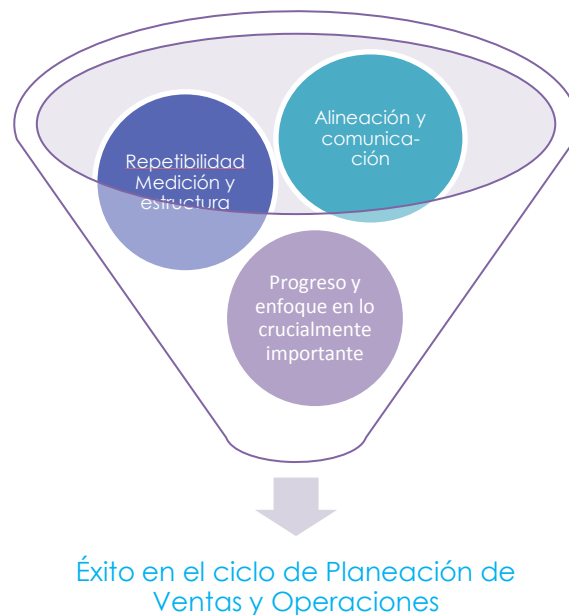 Alineación y
comunica-
ción
Repetibilidad
Medición y
estructura
Progreso y
enfoque en lo
crucialmente
importante
Éxito en el ciclo de Planeación de
Ventas y Operaciones